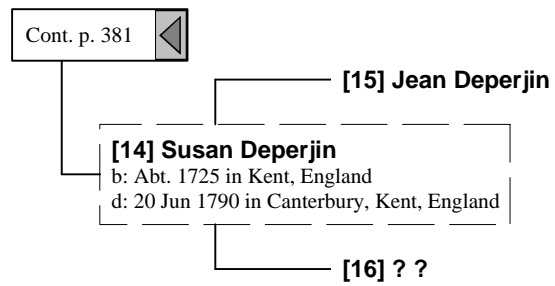 Cont. p. 381
[15] Jean Deperjin
[14] Susan Deperjin
b: Abt. 1725 in Kent, England
d: 20 Jun 1790 in Canterbury, Kent, England
[16] ? ?